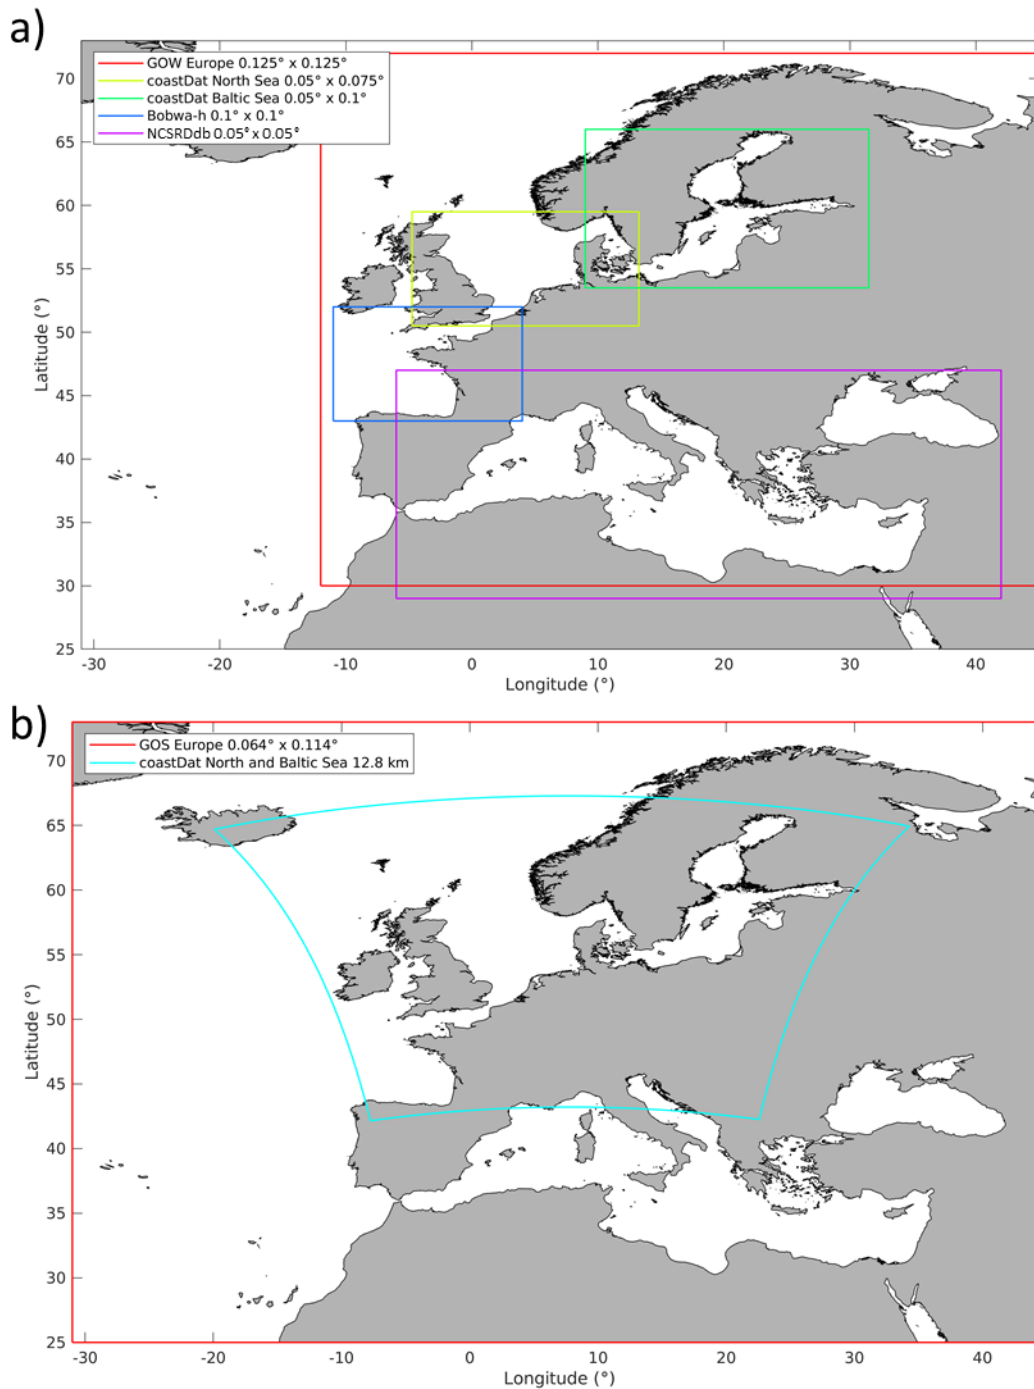 a)
GOW Europe 0.125° x 0.125°
coastDat North Sea 0.05° x 0.075°
coastDat Baltic Sea 0.05° x 0.1°
Bobwa-h 0.1° x 0.1°
NCSRDdb 0.05° x 0.05°
70
65
60
55
50
45
40
35
30
25
Latitude (°)
-30 -20 -10 0 10 20 30 40
Longitude (°)
b)
GOS Europe 0.064° x 0.114°
coastDat North and Baltic Sea 12.8 km
70
65
60
55
50
45
40
35
30
25
Latitude (°)
-30 -20 -10 0 10 20 30 40
Longitude (°)